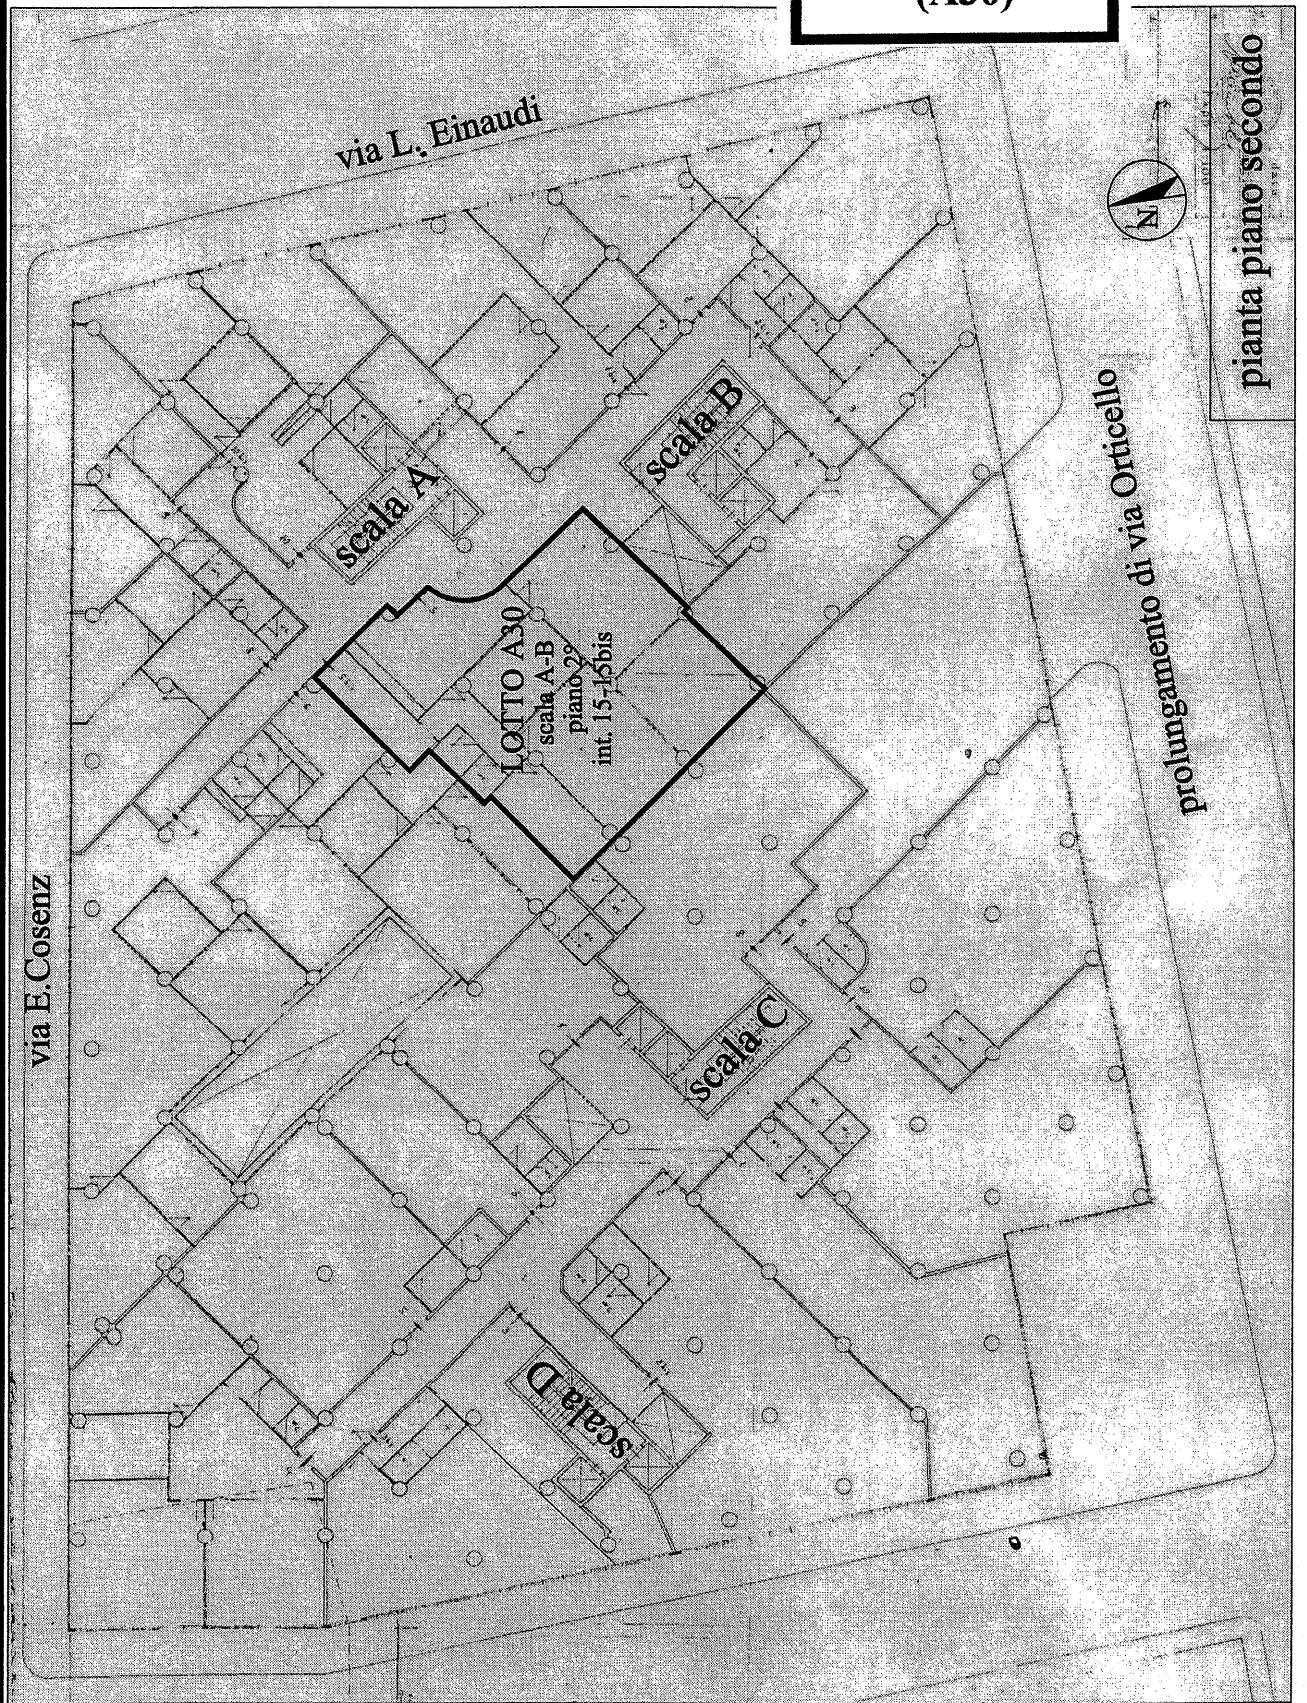 (A30)
pianta piano secondo
via L. Einaudi
N
scala B
scala A
prolungamento di via Orticello
LOTTO A30
scala A-B
piano 2°
int. 15-15bis
via E.Cosenz
scala C
scala D